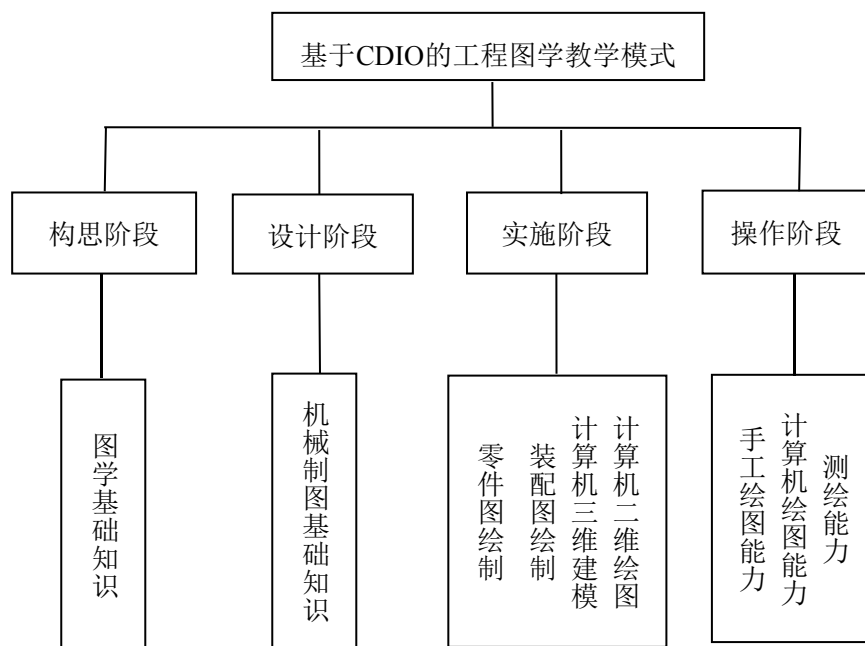 基于CDIO的工程图学教学模式
构思阶段
设计阶段
实施阶段
操作阶段
图学基础知识
机械制图基础知识
零件图绘制
装配图绘制
计算机三维建模
计算机二维绘图
手工绘图能力
计算机绘图能力
测绘能力